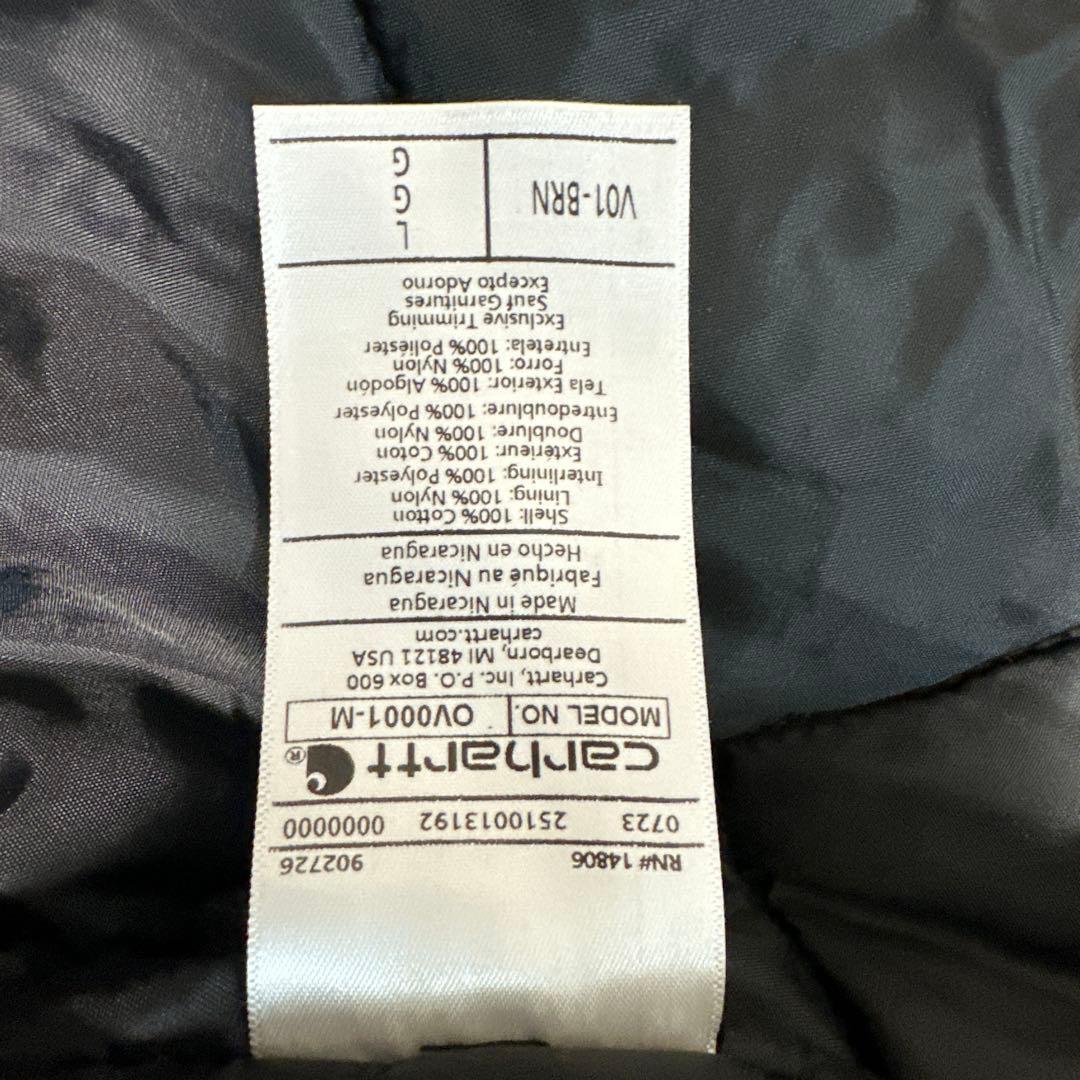 RN# 14806 902726
0723 2510013192 0000000
carhartt ®
MODEL NO. OV0001-M
Carhartt, Inc. P.O. Box 600
Dearborn, MI 48121 USA
carhartt.com
Made in Nicaragua
Fabriqué au Nicaragua
Hecho en Nicaragua
Shell: 100% Cotton
Lining: 100% Nylon
Interlining: 100% Polyester
Extérieur: 100% Coton
Doublure: 100% Nylon
Entredoublure: 100% Polyester
Tela Exterior: 100% Algodón
Forro: 100% Nylon
Entretela: 100% Poliéster
Exclusive Trimming
Sauf Garnitures
Excepto Adorno
V01-BRN
L
G
G